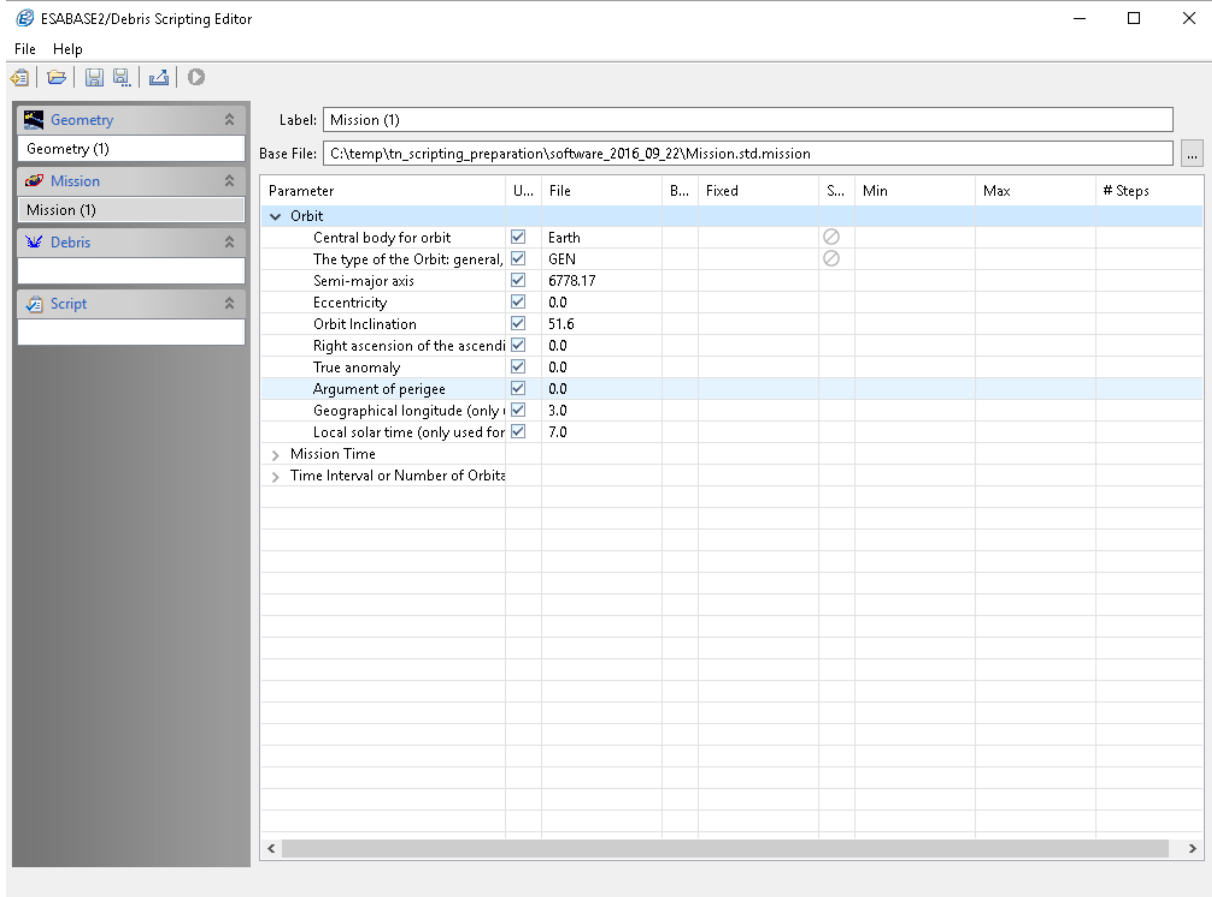 ESABASE2/Debris Scripting Editor
File Help
Geometry
Geometry (1)
Mission
Mission (1)
Debris
Script
Label: Mission (1)
Base File: C:\temp\tn_scripting_preparation\software_2016_09_22\Mission.std.mission ...
Parameter U... File B... Fixed S... Min Max # Steps
Orbit
Central body for orbit Earth
The type of the Orbit: general, GEN
Semi-major axis 6778.17
Eccentricity 0.0
Orbit Inclination 51.6
Right ascension of the ascendi 0.0
True anomaly 0.0
Argument of perigee 0.0
Geographical longitude (only 3.0
Local solar time (only used for 7.0
Mission Time
Time Interval or Number of Orbita